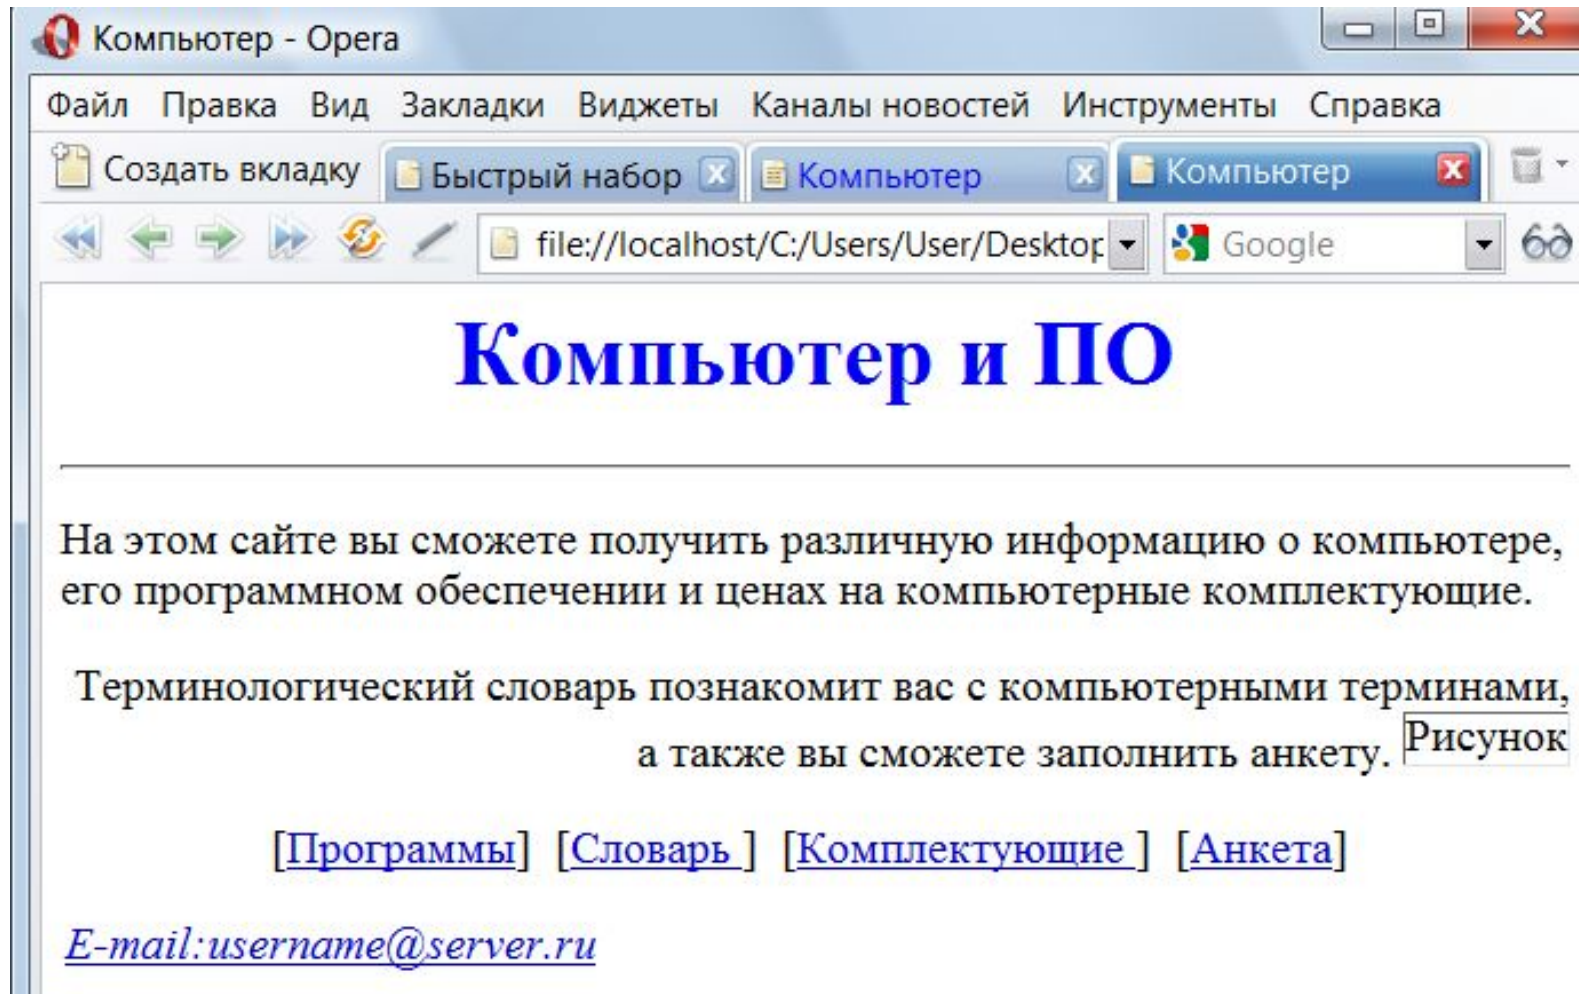 Компьютер - Opera
Файл Правка Вид Закладки Виджеты Каналы новостей Инструменты Справка
Создать вкладку Быстрый набор Компьютер Компьютер
file://localhost/C:/Users/User/Desktop Google
Компьютер и ПО
На этом сайте вы сможете получить различную информацию о компьютере,
его программном обеспечении и ценах на компьютерные комплектующие.
Терминологический словарь познакомит вас с компьютерными терминами,
а также вы сможете заполнить анкету. Рисунок
[Программы] [Словарь ] [Комплектующие ] [Анкета]
E-mail:username@server.ru